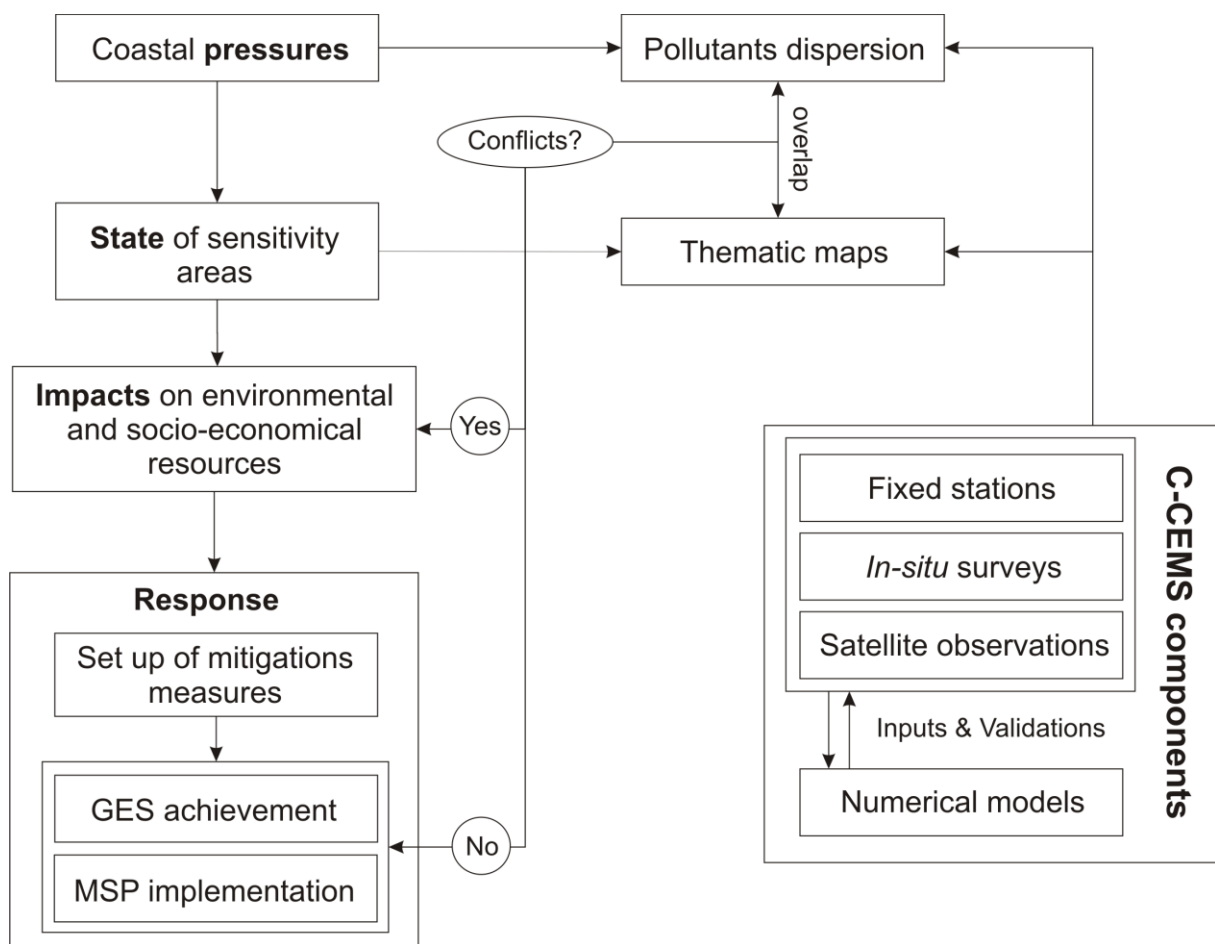 Coastal pressures
Pollutants dispersion
Conflicts?
overlap
State of sensitivity
areas
Thematic maps
Impacts on environmental
and socio-economical
resources
Yes
Response
Set up of mitigations
measures
GES achievement
MSP implementation
No
Fixed stations
In-situ surveys
Satellite observations
Inputs & Validations
Numerical models
C-CEMS components